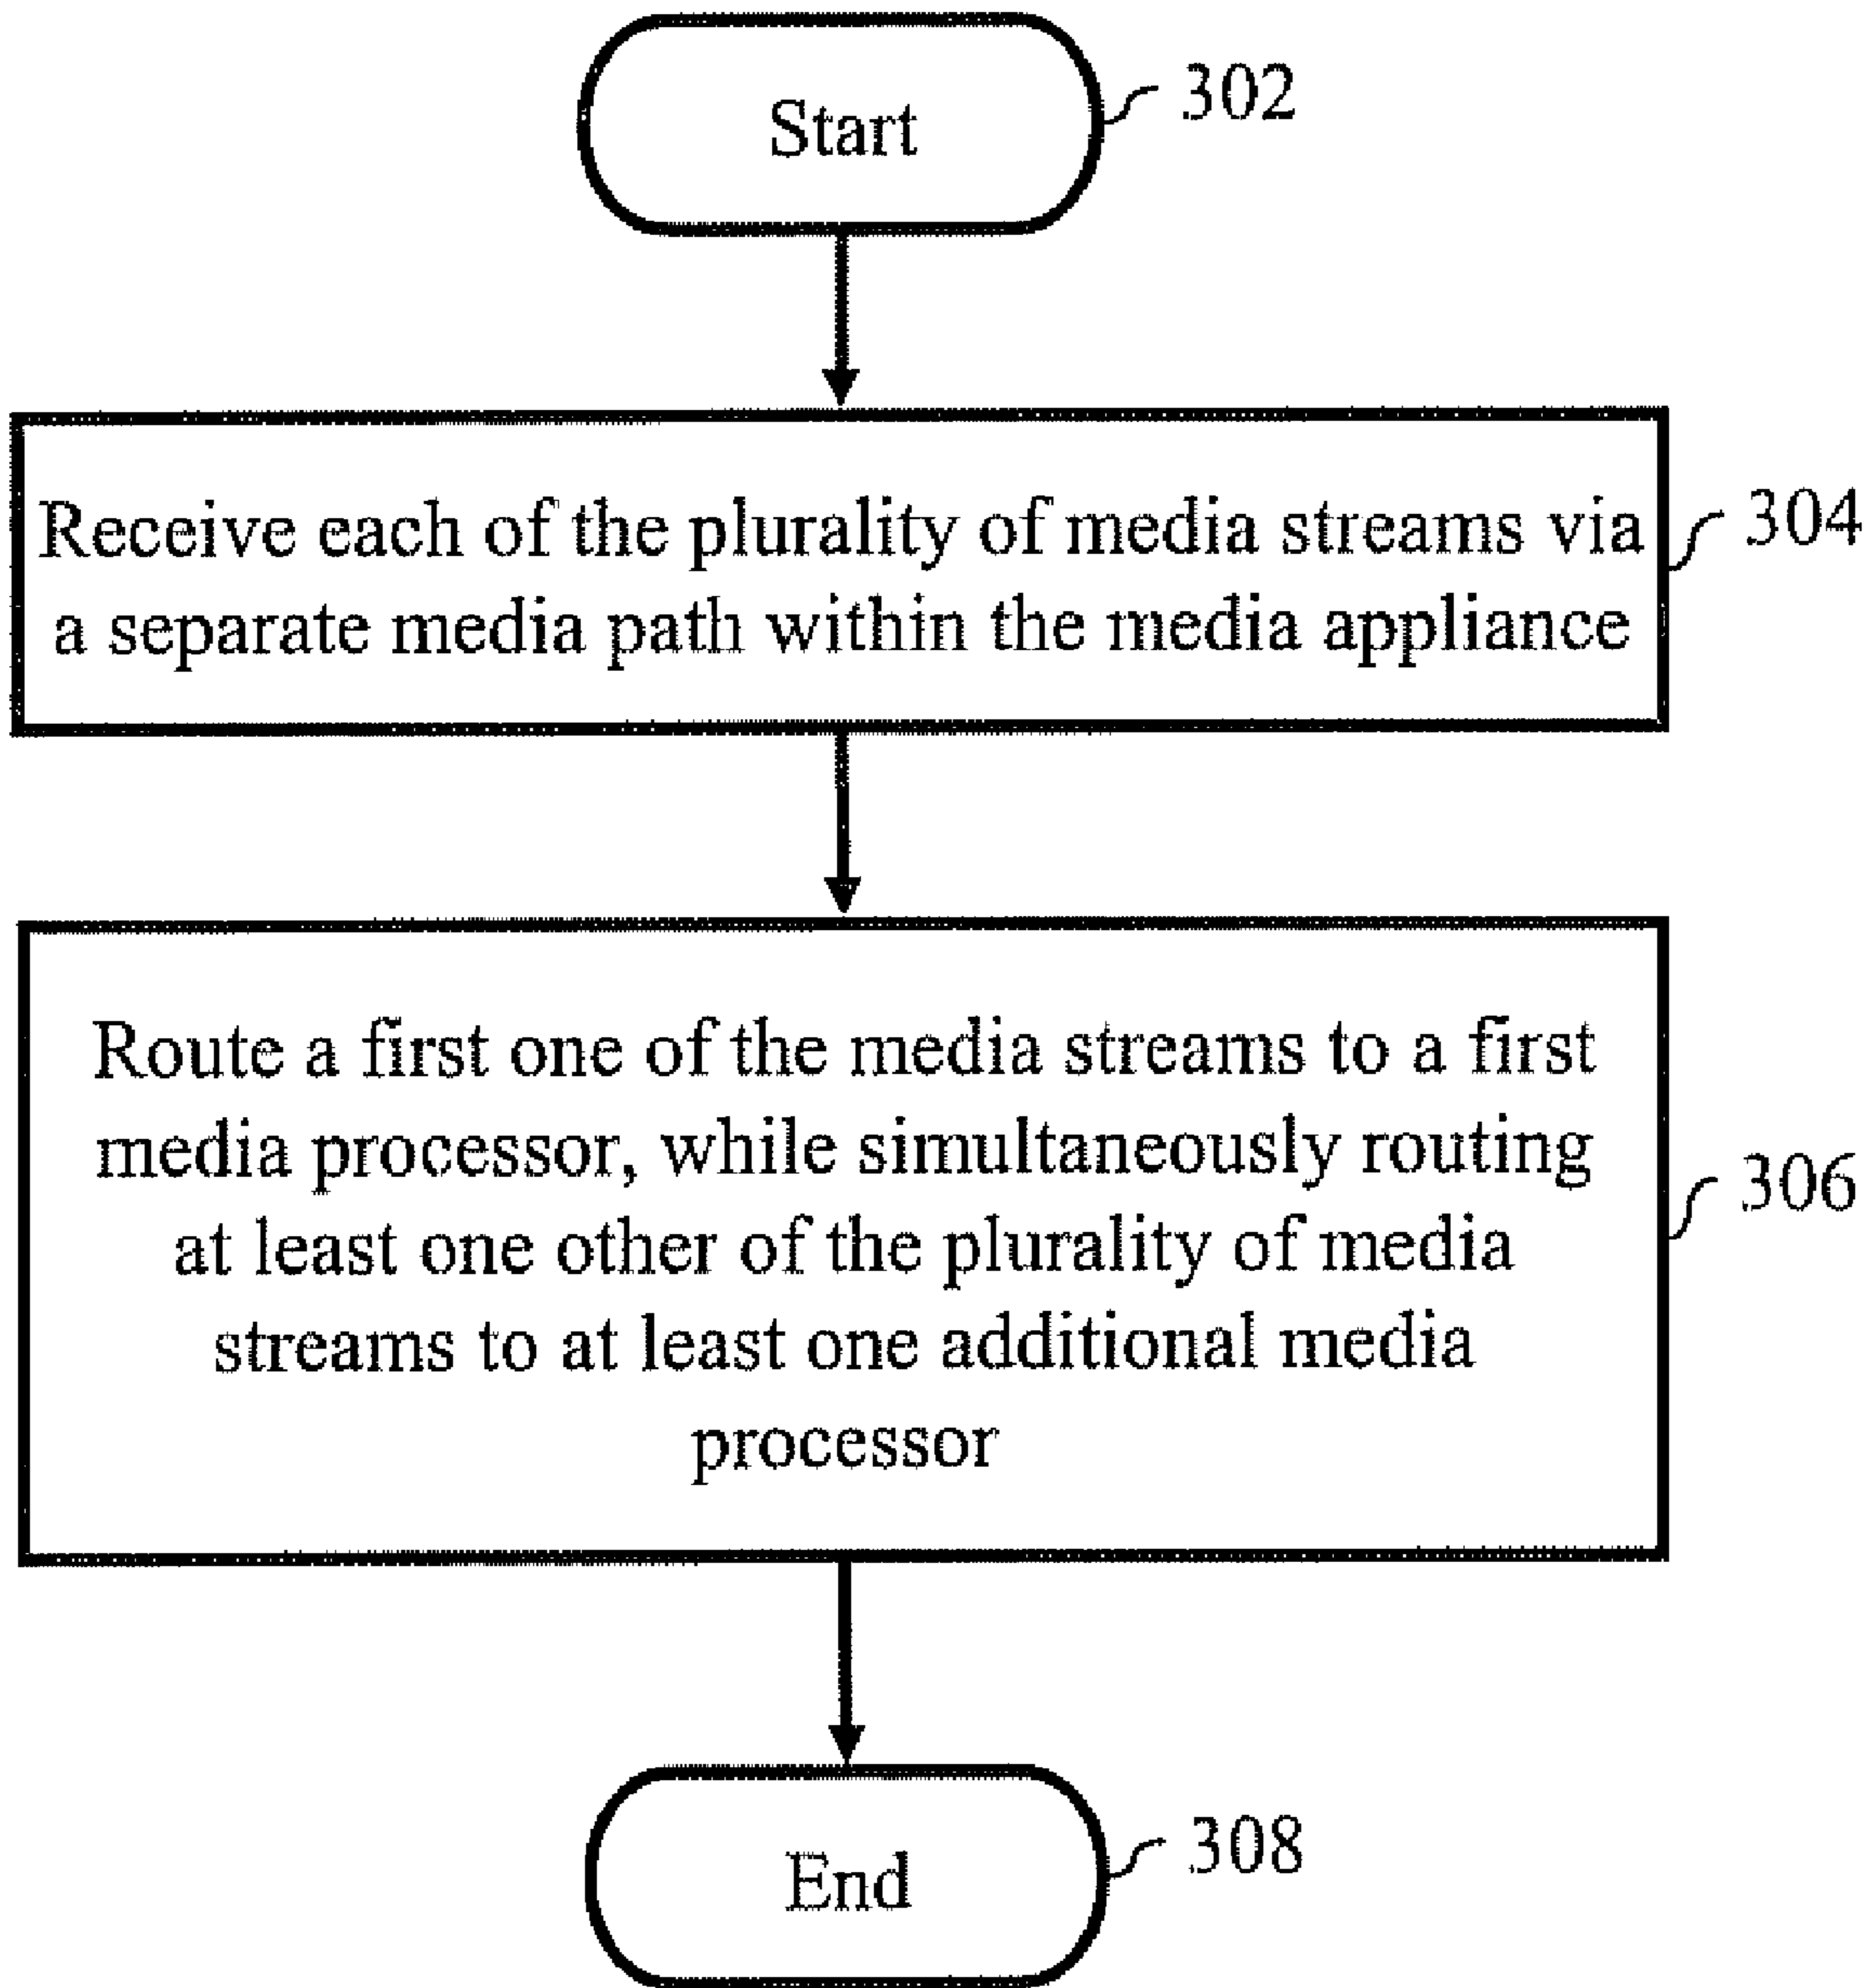 Start
302
Receive each of the plurality of media streams via
a separate media path within the media appliance
304
Route a first one of the media streams to a first
media processor, while simultaneously routing
at least one other of the plurality of media
streams to at least one additional media
processor
306
End
308